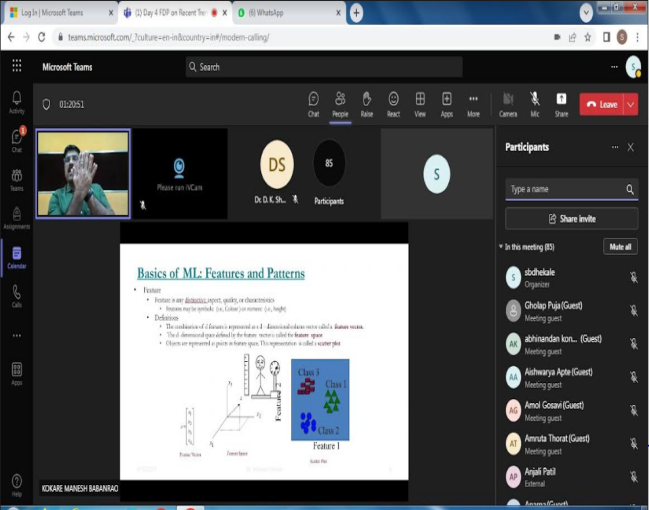 Log In | Microsoft Teams
(1) Day 4 FDP on Recent Tre
(6) WhatsApp
teams.microsoft.com/_?culture=en-in&country=in#/modern-calling/
Microsoft Teams
Search
S
Activity
Chat
Teams
Assignments
Calendar
Calls
Apps
Help
01:20:51
Chat
People
Raise
React
View
Apps
More
Camera
Mic
Share
Leave
Please run iVCam
DS
Dr. D. K. Sh...
85
Participants
S
Basics of ML: Features and Patterns
Feature
Feature is any distinctive aspect, quality, or characteristics
Features may be symbolic (i.e., Colour) or numeric (i.e., height)
Definitions
The combination of d features is represented as a d - dimensional column vector called a feature vector.
The d dimensional space defined by the feature vector is called the feature space
Objects are represented as points in feature space. This representation is called a scatter plot
Feature Vector
Feature Space
Feature 2
Class 3
Class 1
Class 2
Feature 1
Scatter Plot
KOKARE MANESH BABANRAO
Participants
Type a name
Share invite
In this meeting (85)
Mute all
S
sbdhekale
Organizer
Gholap Puja(Guest)
Meeting guest
AK
abhinandan kon... (Guest)
Meeting guest
AA
Aishwarya Apte(Guest)
Meeting guest
AG
Amol Gosavi(Guest)
Meeting guest
AT
Amruta Thorat(Guest)
Meeting guest
AP
Anjali Patil
External